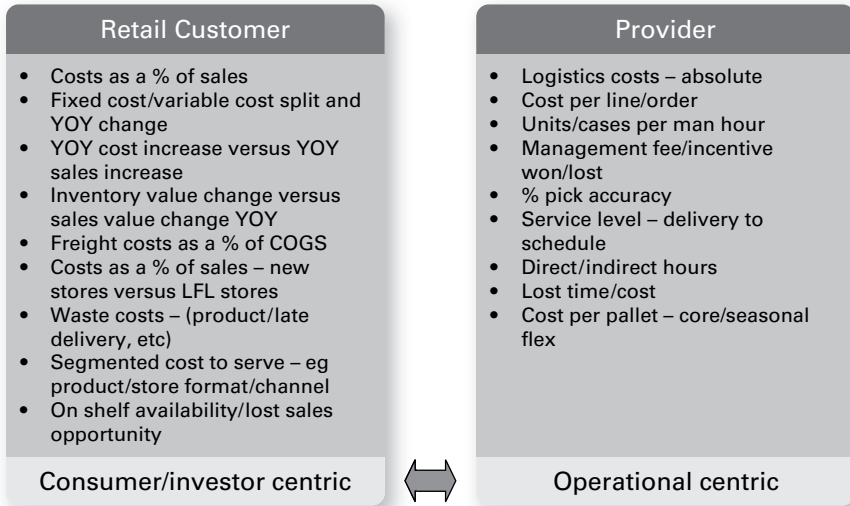 Retail Customer
• Costs as a % of sales
• Fixed cost/variable cost split and
YOY change
• YOY cost increase versus YOY
sales increase
• Inventory value change versus
sales value change YOY
• Freight costs as a % of COGS
• Costs as a % of sales – new
stores versus LFL stores
• Waste costs – (product/late
delivery, etc)
• Segmented cost to serve – eg
product/store format/channel
• On shelf availability/lost sales
opportunity
Consumer/investor centric
Provider
• Logistics costs – absolute
• Cost per line/order
• Units/cases per man hour
• Management fee/incentive
won/lost
• % pick accuracy
• Service level – delivery to
schedule
• Direct/indirect hours
• Lost time/cost
• Cost per pallet – core/seasonal
flex
Operational centric